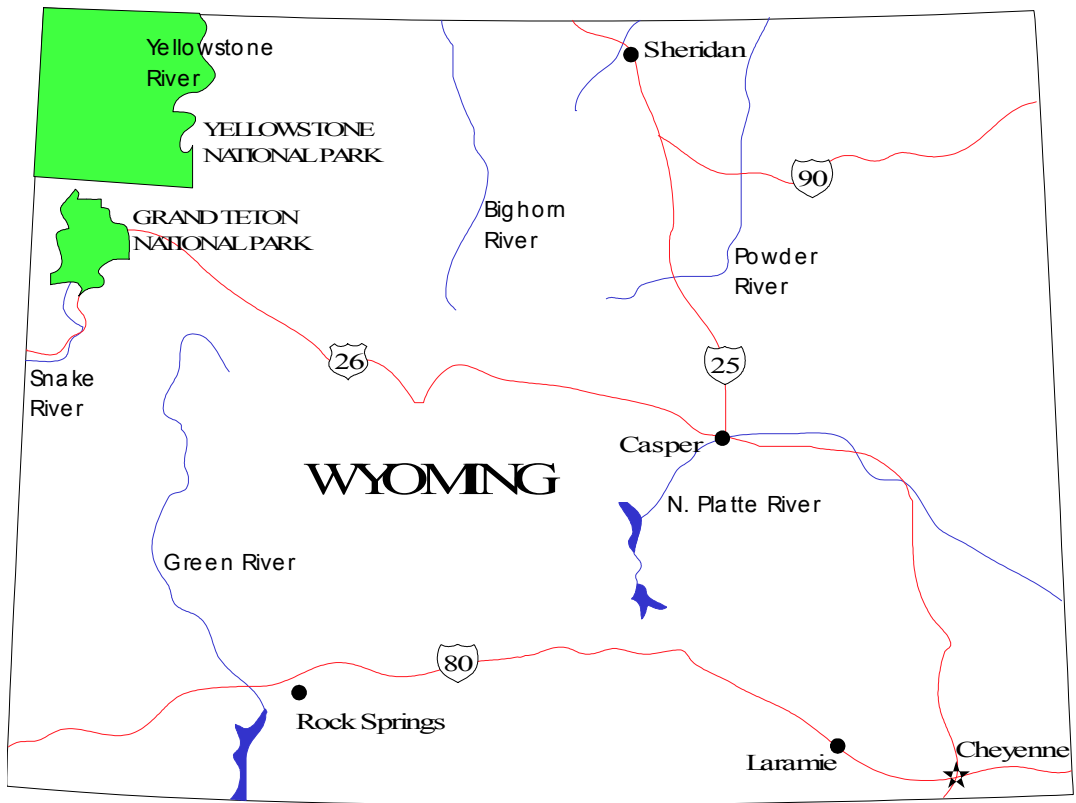 Yellowstone
River
Sheridan
YELLOWSTONE
NATIONAL PARK
90
GRAND TETON
NATIONAL PARK
Bighorn
River
Powder
River
26
25
Snake
River
Casper
WYOMING
N. Platte River
Green River
80
Rock Springs
Cheyenne
Laramie